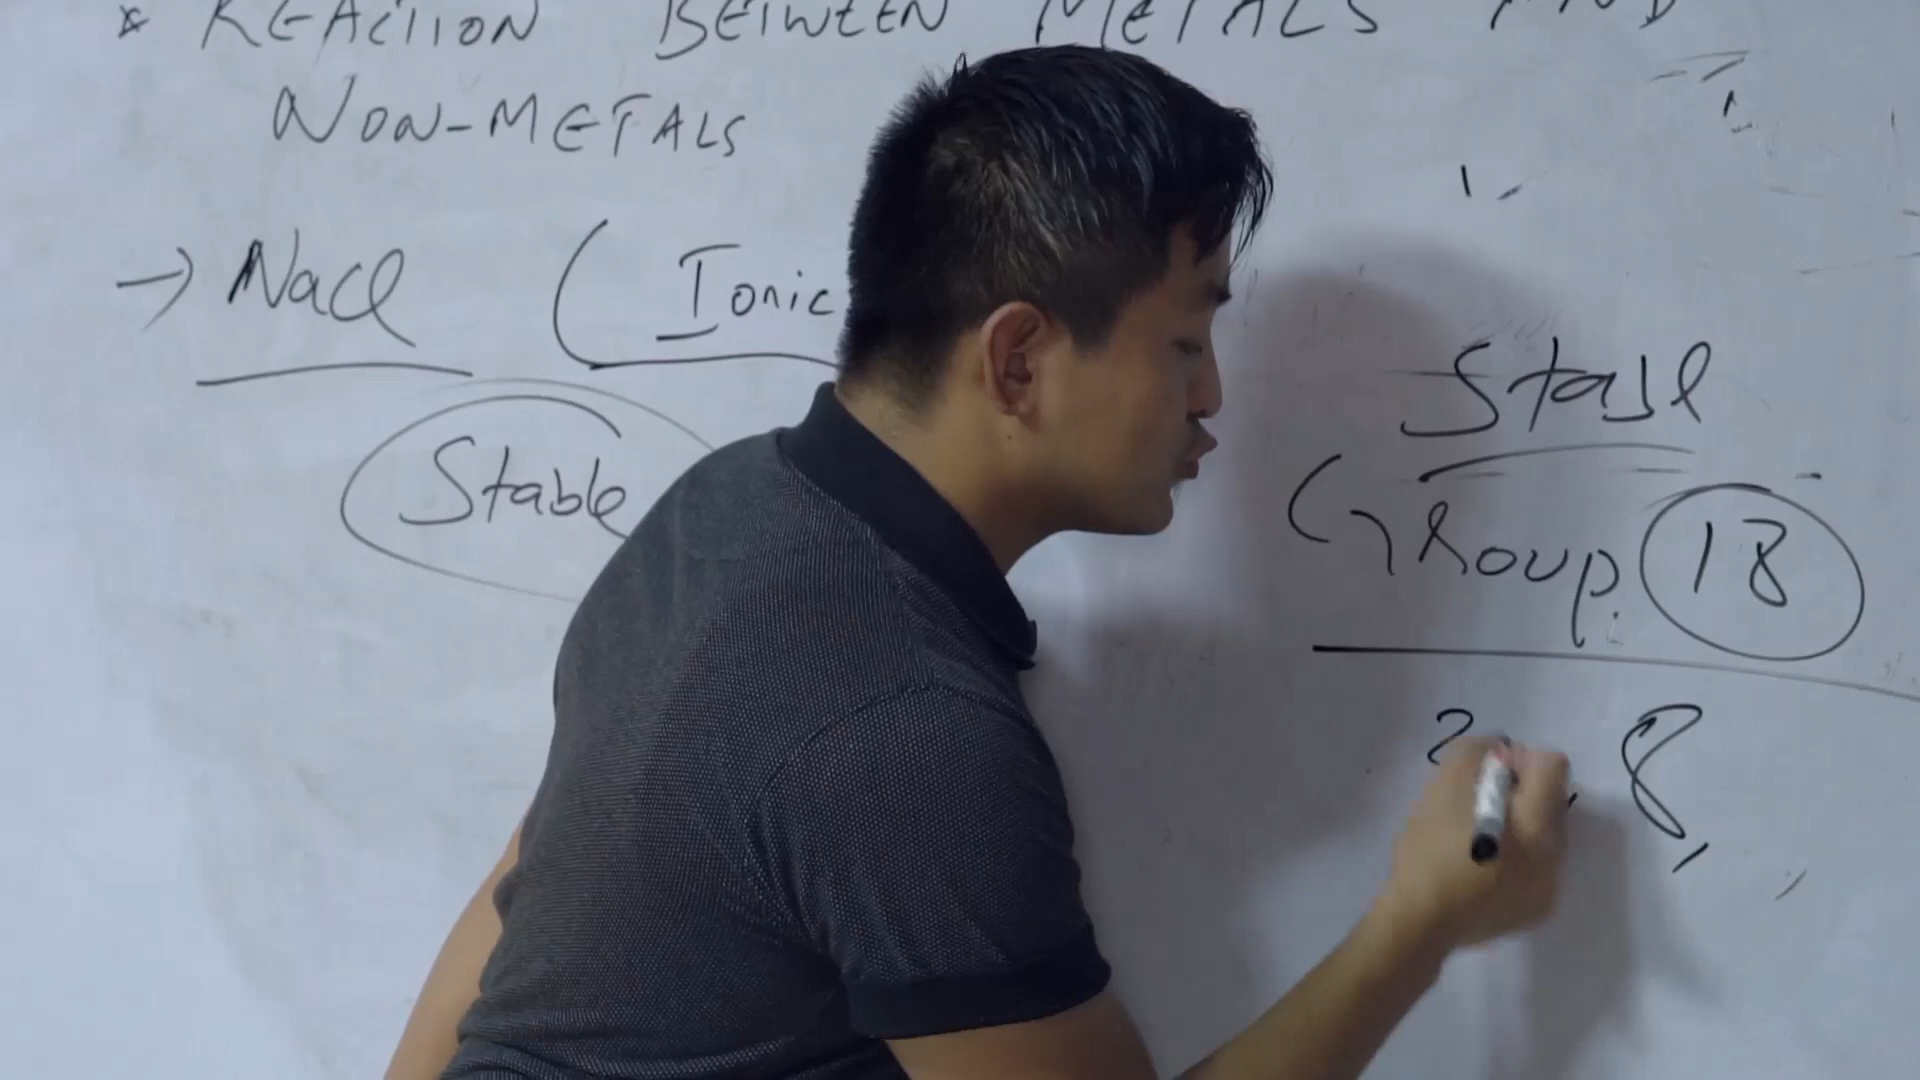 * REACTION BETWEEN METALS AND
NON-METALS
→ NaCl (Ionic
Stable
Stable
Group 18
2, 8,